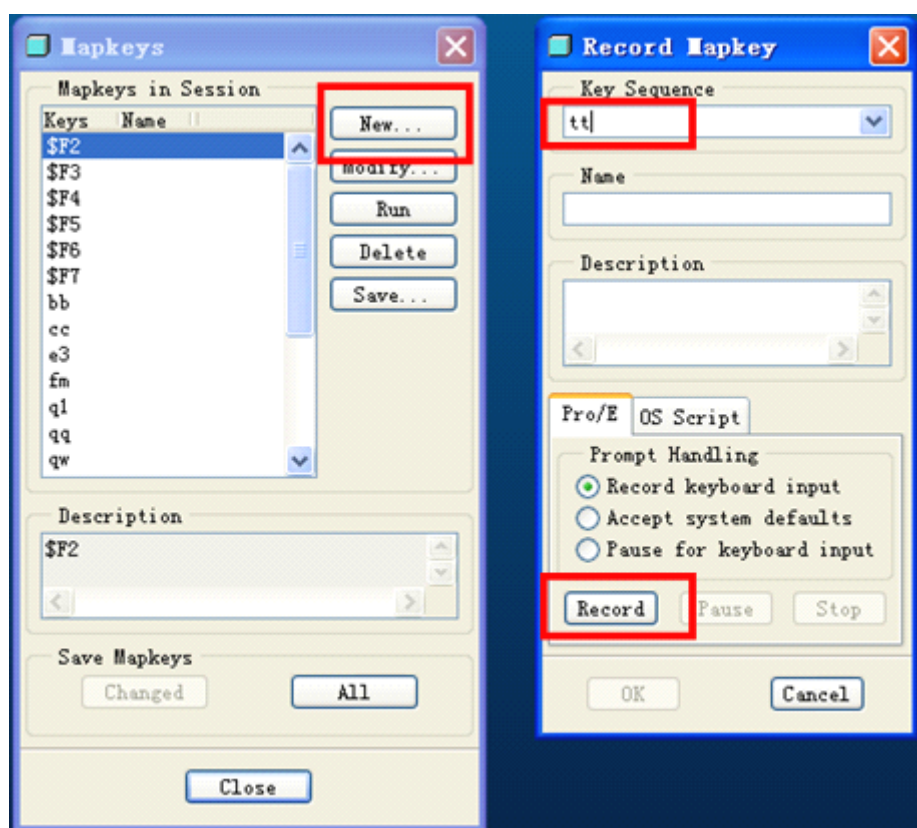 Mapkeys
Mapkeys in Session
Keys Name
$F2
$F3
$F4
$F5
$F6
$F7
bb
cc
e3
fm
q1
qq
qw
New...
Modify...
Run
Delete
Save...
Description
$F2
Save Mapkeys
Changed
All
Close
Record Mapkey
Key Sequence
tt
Name
Description
Pro/E OS Script
Prompt Handling
Record keyboard input
Accept system defaults
Pause for keyboard input
Record Pause Stop
OK Cancel